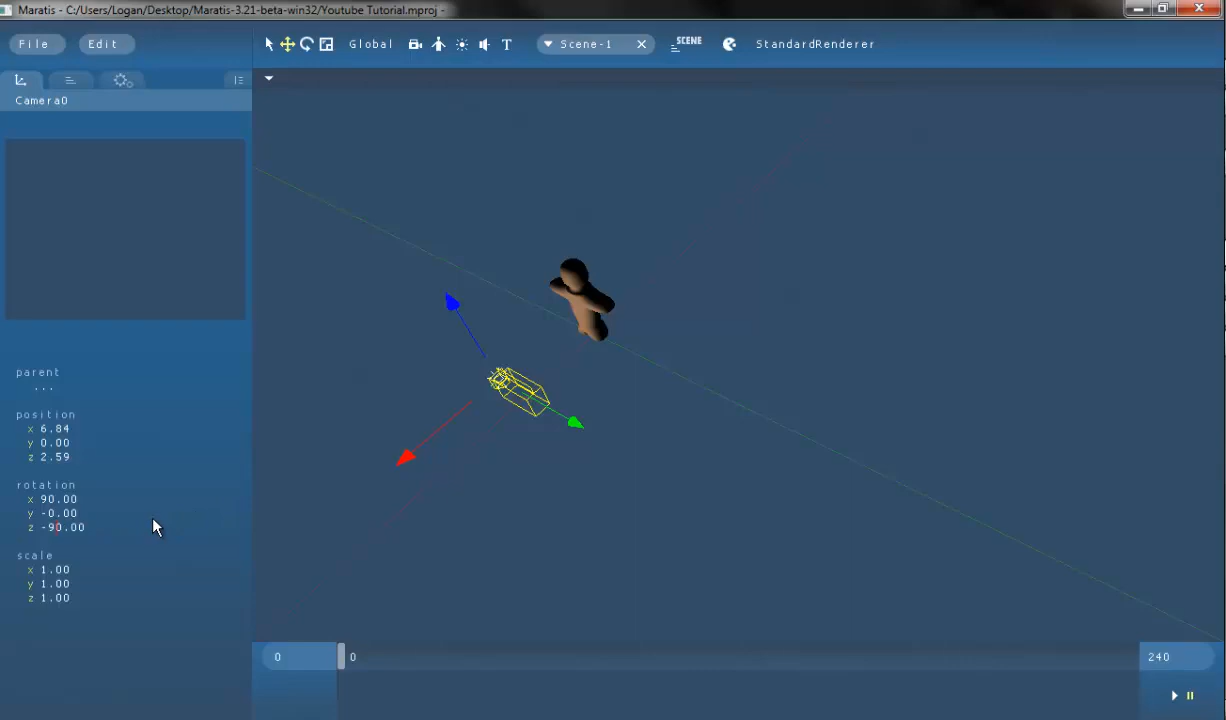 Maratis - C:/Users/Logan/Desktop/Maratis-3.21-beta-win32/Youtube Tutorial.mproj -
File Edit Global T Scene-1 SCENE StandardRenderer
Camera0
parent
...
position
x 6.84
y 0.00
z 2.59
rotation
x 90.00
y -0.00
z -90.00
scale
x 1.00
y 1.00
z 1.00
0 0 240